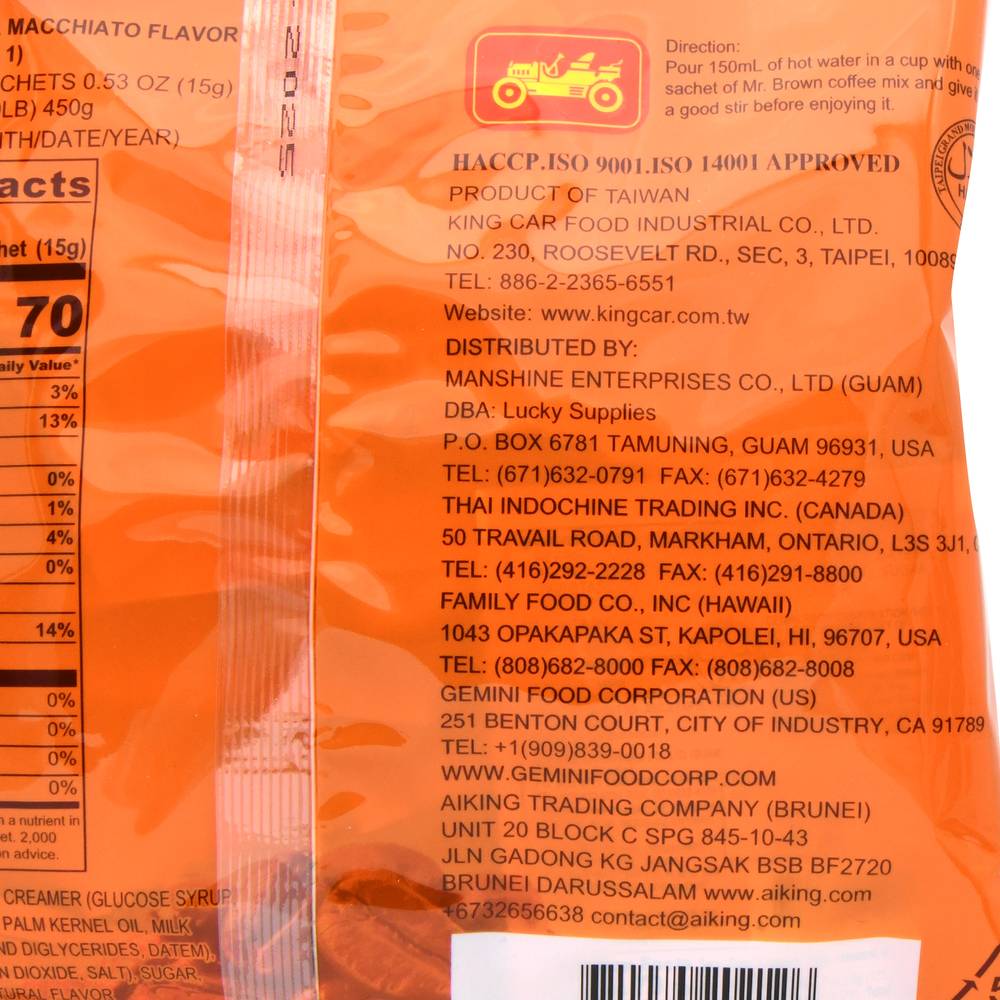 MACCHIATO FLAVOR
1)
CHETS 0.53 OZ (15g)
LB) 450g
TH/DATE/YEAR)
acts
het (15g)
70
aily Value*
3%
13%
0%
1%
4%
0%
14%
0%
0%
0%
0%
a nutrient in
et. 2,000
n advice.
CREAMER (GLUCOSE SYRUP
PALM KERNEL OIL, MILK
ND DIGLYCERIDES, DATEM),
N DIOXIDE, SALT), SUGAR,
TURAL FLAVOR
2025
Direction:
Pour 150mL of hot water in a cup with one
sachet of Mr. Brown coffee mix and give
a good stir before enjoying it.
HACCP.ISO 9001.ISO 14001 APPROVED
PRODUCT OF TAIWAN
KING CAR FOOD INDUSTRIAL CO., LTD.
NO. 230, ROOSEVELT RD., SEC, 3, TAIPEI, 10089
TEL: 886-2-2365-6551
Website: www.kingcar.com.tw
DISTRIBUTED BY:
MANSHINE ENTERPRISES CO., LTD (GUAM)
DBA: Lucky Supplies
P.O. BOX 6781 TAMUNING, GUAM 96931, USA
TEL: (671)632-0791 FAX: (671)632-4279
THAI INDOCHINE TRADING INC. (CANADA)
50 TRAVAIL ROAD, MARKHAM, ONTARIO, L3S 3J1,
TEL: (416)292-2228 FAX: (416)291-8800
FAMILY FOOD CO., INC (HAWAII)
1043 OPAKAPAKA ST, KAPOLEI, HI, 96707, USA
TEL: (808)682-8000 FAX: (808)682-8008
GEMINI FOOD CORPORATION (US)
251 BENTON COURT, CITY OF INDUSTRY, CA 91789
TEL: +1(909)839-0018
WWW.GEMINIFOODCORP.COM
AIKING TRADING COMPANY (BRUNEI)
UNIT 20 BLOCK C SPG 845-10-43
JLN GADONG KG JANGSAK BSB BF2720
BRUNEI DARUSSALAM www.aiking.com
+6732656638 contact@aiking.com
TAIPEI GRAND MO